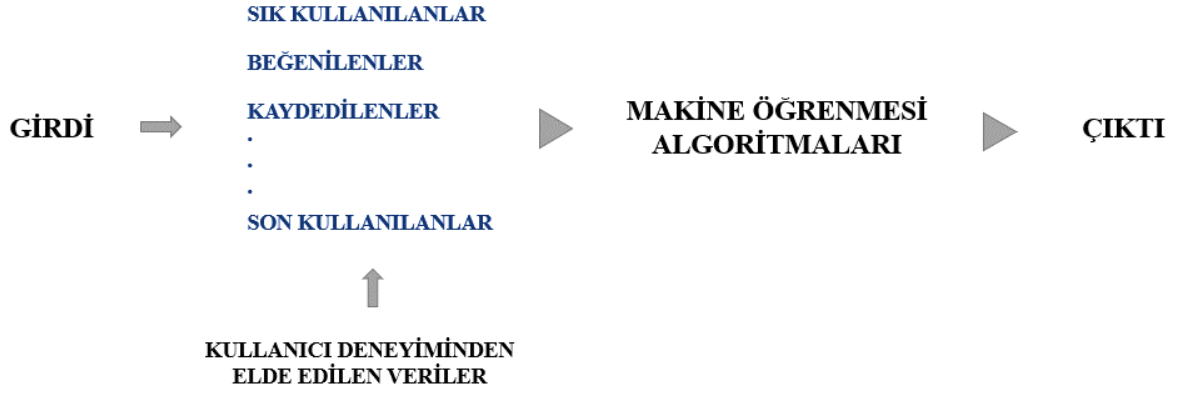 SIK KULLANILANLAR
BEĞENİLENLER
KAYDEDİLENLER
GİRDİ
.
.
.
SON KULLANILANLAR
MAKİNE ÖĞRENMESİ
ALGORİTMALARI
ÇIKTI
KULLANICI DENEYİMİNDEN
ELDE EDİLEN VERİLER